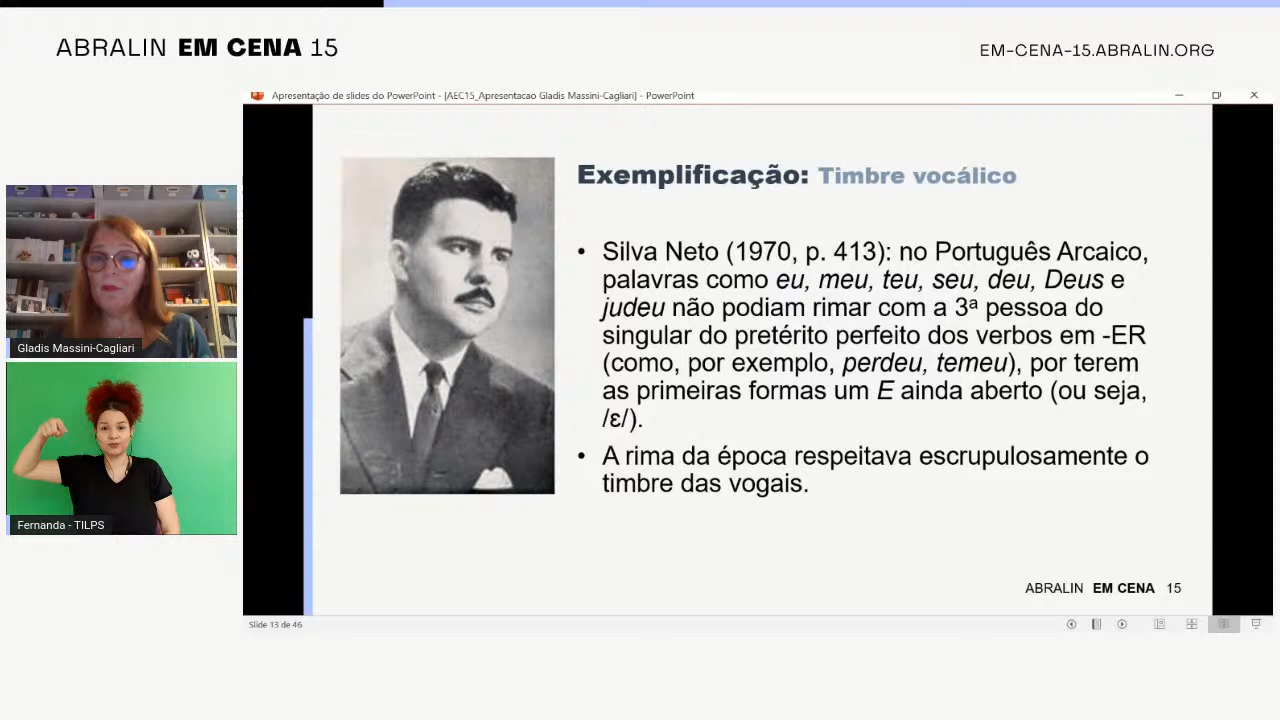 ABRALIN EM CENA 15
EM-CENA-15.ABRALIN.ORG
Apresentação de slides do PowerPoint - [AEC15_Apresentacao Gladis Massini-Cagliari] - PowerPoint
Exemplificação: Timbre vocálico
• Silva Neto (1970, p. 413): no Português Arcaico,
palavras como eu, meu, teu, seu, deu, Deus e
judeu não podiam rimar com a 3ª pessoa do
singular do pretérito perfeito dos verbos em -ER
(como, por exemplo, perdeu, temeu), por terem
as primeiras formas um E ainda aberto (ou seja,
/ɛ/).
• A rima da época respeitava escrupulosamente o
timbre das vogais.
ABRALIN EM CENA 15
Slide 13 de 46
Gladis Massini-Cagliari
Fernanda - TILPS